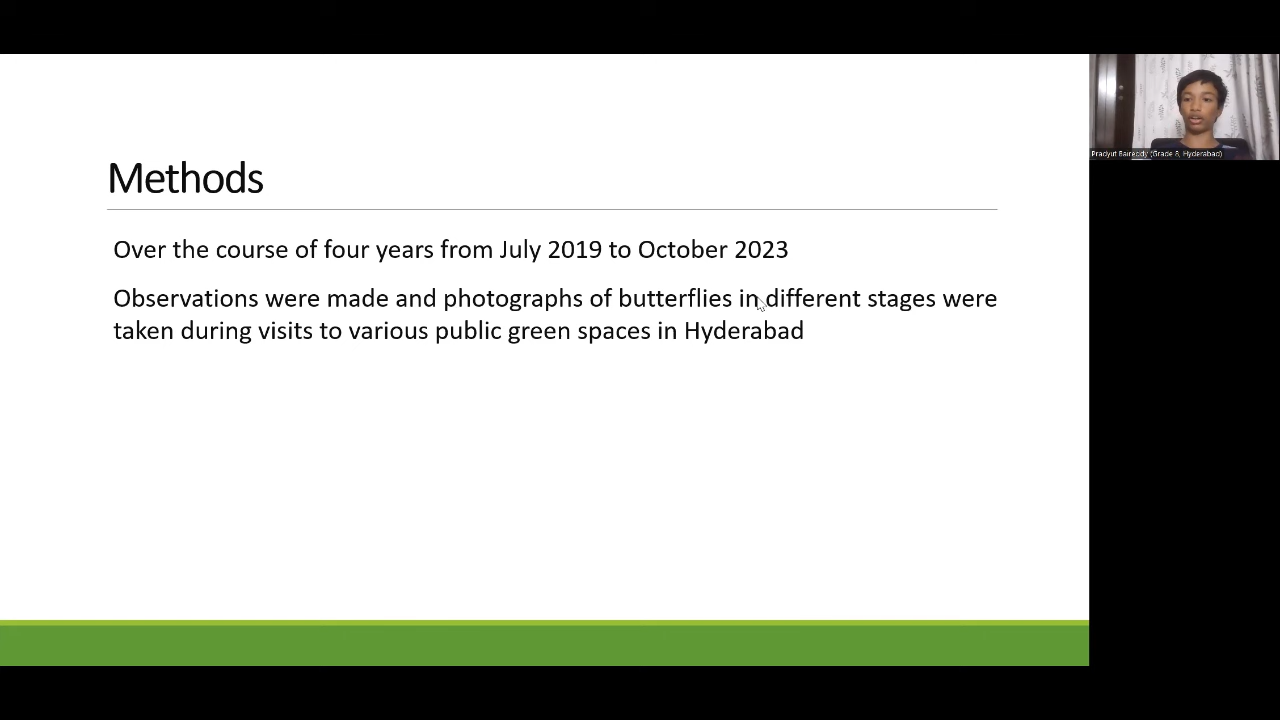 Methods
Over the course of four years from July 2019 to October 2023
Observations were made and photographs of butterflies in different stages were
taken during visits to various public green spaces in Hyderabad
Pradyut Baireddy (Grade 8, Hyderabad)